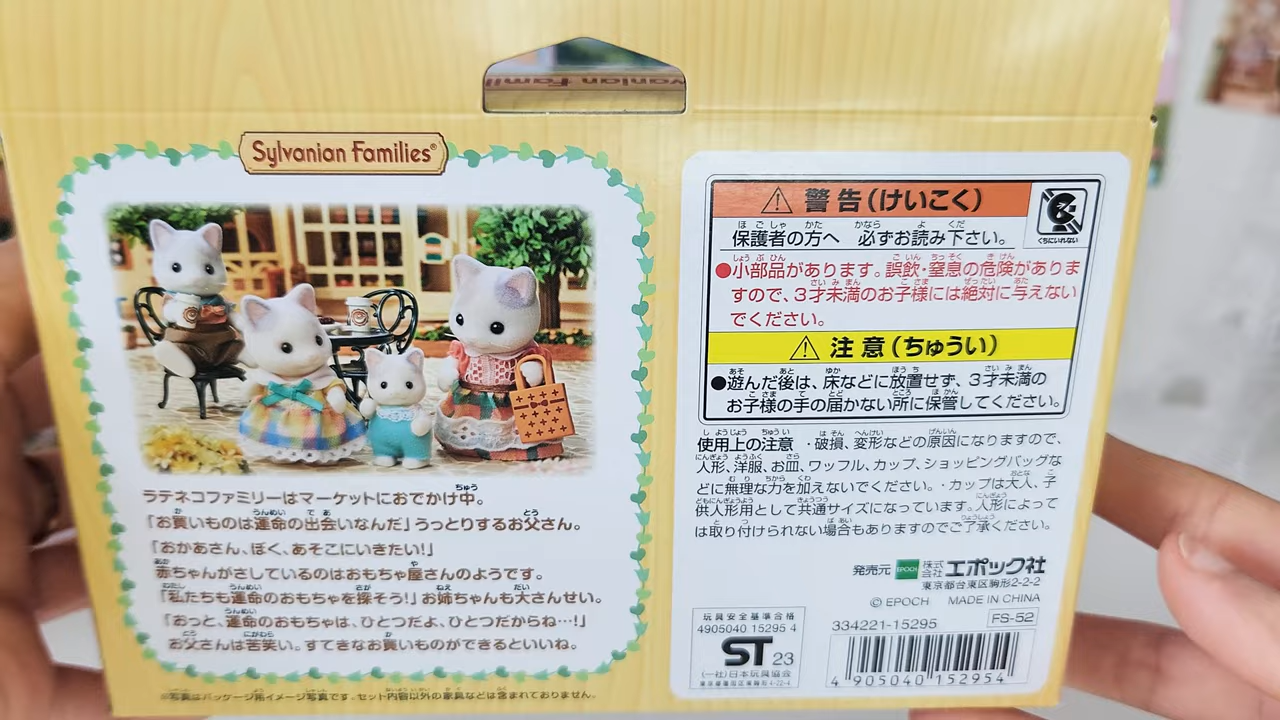 Sylvanian Families®
ラテネコファミリーはマーケットにおでかけ中。
「お買いものは運命の出会いなんだ」うっとりするお父さん。
「おかあさん、ぼく、あそこにいきたい!」
赤ちゃんがさしているのはおもちゃ屋さんのようです。
「私たちも運命のおもちゃを探そう!」お姉ちゃんも大さんせい。
「おっと、運命のおもちゃは、ひとつだよ、ひとつだからね…!」
お父さんは苦笑い。すてきなお買いものができるといいね。
※写真はパッケージ用イメージ写真です。セット内容以外の家具などは含まれておりません。
警告(けいこく)
くちにいれない
保護者の方へ 必ずお読み下さい。
●小部品があります。誤飲・窒息の危険がありま
すので、3才未満のお子様には絶対に与えない
でください。
注意(ちゅうい)
●遊んだ後は、床などに放置せず、3才未満の
お子様の手の届かない所に保管してください。
使用上の注意 ・破損、変形などの原因になりますので、
人形、洋服、お皿、ワッフル、カップ、ショッピングバッグな
どに無理な力を加えないでください。・カップは大人、子
供人形用として共通サイズになっています。人形によって
は取り付けられない場合もありますのでご了承ください。
発売元 EPOCH 株式会社 エポック社
東京都台東区駒形2-2-2
© EPOCH MADE IN CHINA
334221-15295 FS-52
玩具安全基準合格
4905040 15295 4
ST 23
(一社)日本玩具協会
4 905040 152954